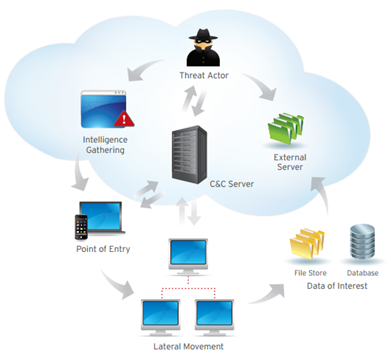 Threat Actor
Intelligence
Gathering
External
Server
C&C Server
Point of Entry
File Store
Database
Data of Interest
Lateral Movement